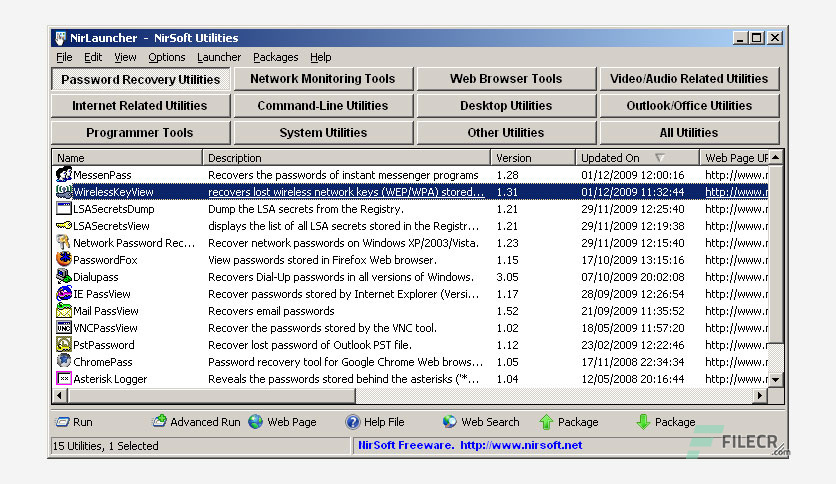 NirLauncher - NirSoft Utilities
File Edit View Options Launcher Packages Help
Password Recovery Utilities Network Monitoring Tools Web Browser Tools Video/Audio Related Utilities
Internet Related Utilities Command-Line Utilities Desktop Utilities Outlook/Office Utilities
Programmer Tools System Utilities Other Utilities All Utilities
Name Description Version Updated On Web Page
MessenPass Recovers the passwords of instant messenger programs 1.28 01/12/2009 12:00:16 http://www.
WirelessKeyView recovers lost wireless network keys (WEP/WPA) stored... 1.31 01/12/2009 11:32:44 http://www.
LSASecretsDump Dump the LSA secrets from the Registry. 1.21 29/11/2009 12:25:40 http://www.
LSASecretsView displays the list of all LSA secrets stored in the Registr... 1.21 29/11/2009 12:19:38 http://www.
Network Password Rec... Recover network passwords on Windows XP/2003/Vista. 1.23 29/11/2009 12:15:40 http://www.
PasswordFox View passwords stored in Firefox Web browser. 1.15 17/10/2009 13:15:16 http://www.
Dialupass Recovers Dial-Up passwords in all versions of Windows. 3.05 07/10/2009 20:02:08 http://www.
IE PassView Recover passwords stored by Internet Explorer (Versi... 1.17 28/09/2009 12:26:54 http://www.
Mail PassView Recovers email passwords 1.52 21/09/2009 11:35:52 http://www.
VNCPassView Recover the passwords stored by the VNC tool. 1.02 18/05/2009 11:57:20 http://www.
PstPassword Recover lost password of Outlook PST file. 1.12 23/02/2009 12:22:46 http://www.
ChromePass Password recovery tool for Google Chrome Web brows... 1.05 17/11/2008 22:34:34 http://www.
Asterisk Logger Reveals the passwords stored behind the asterisks ('*... 1.04 12/05/2008 20:16:44 http://www.
Run Advanced Run Web Page Help File Web Search Package Package
15 Utilities, 1 Selected NirSoft Freeware. http://www.nirsoft.net
FILECR
.com